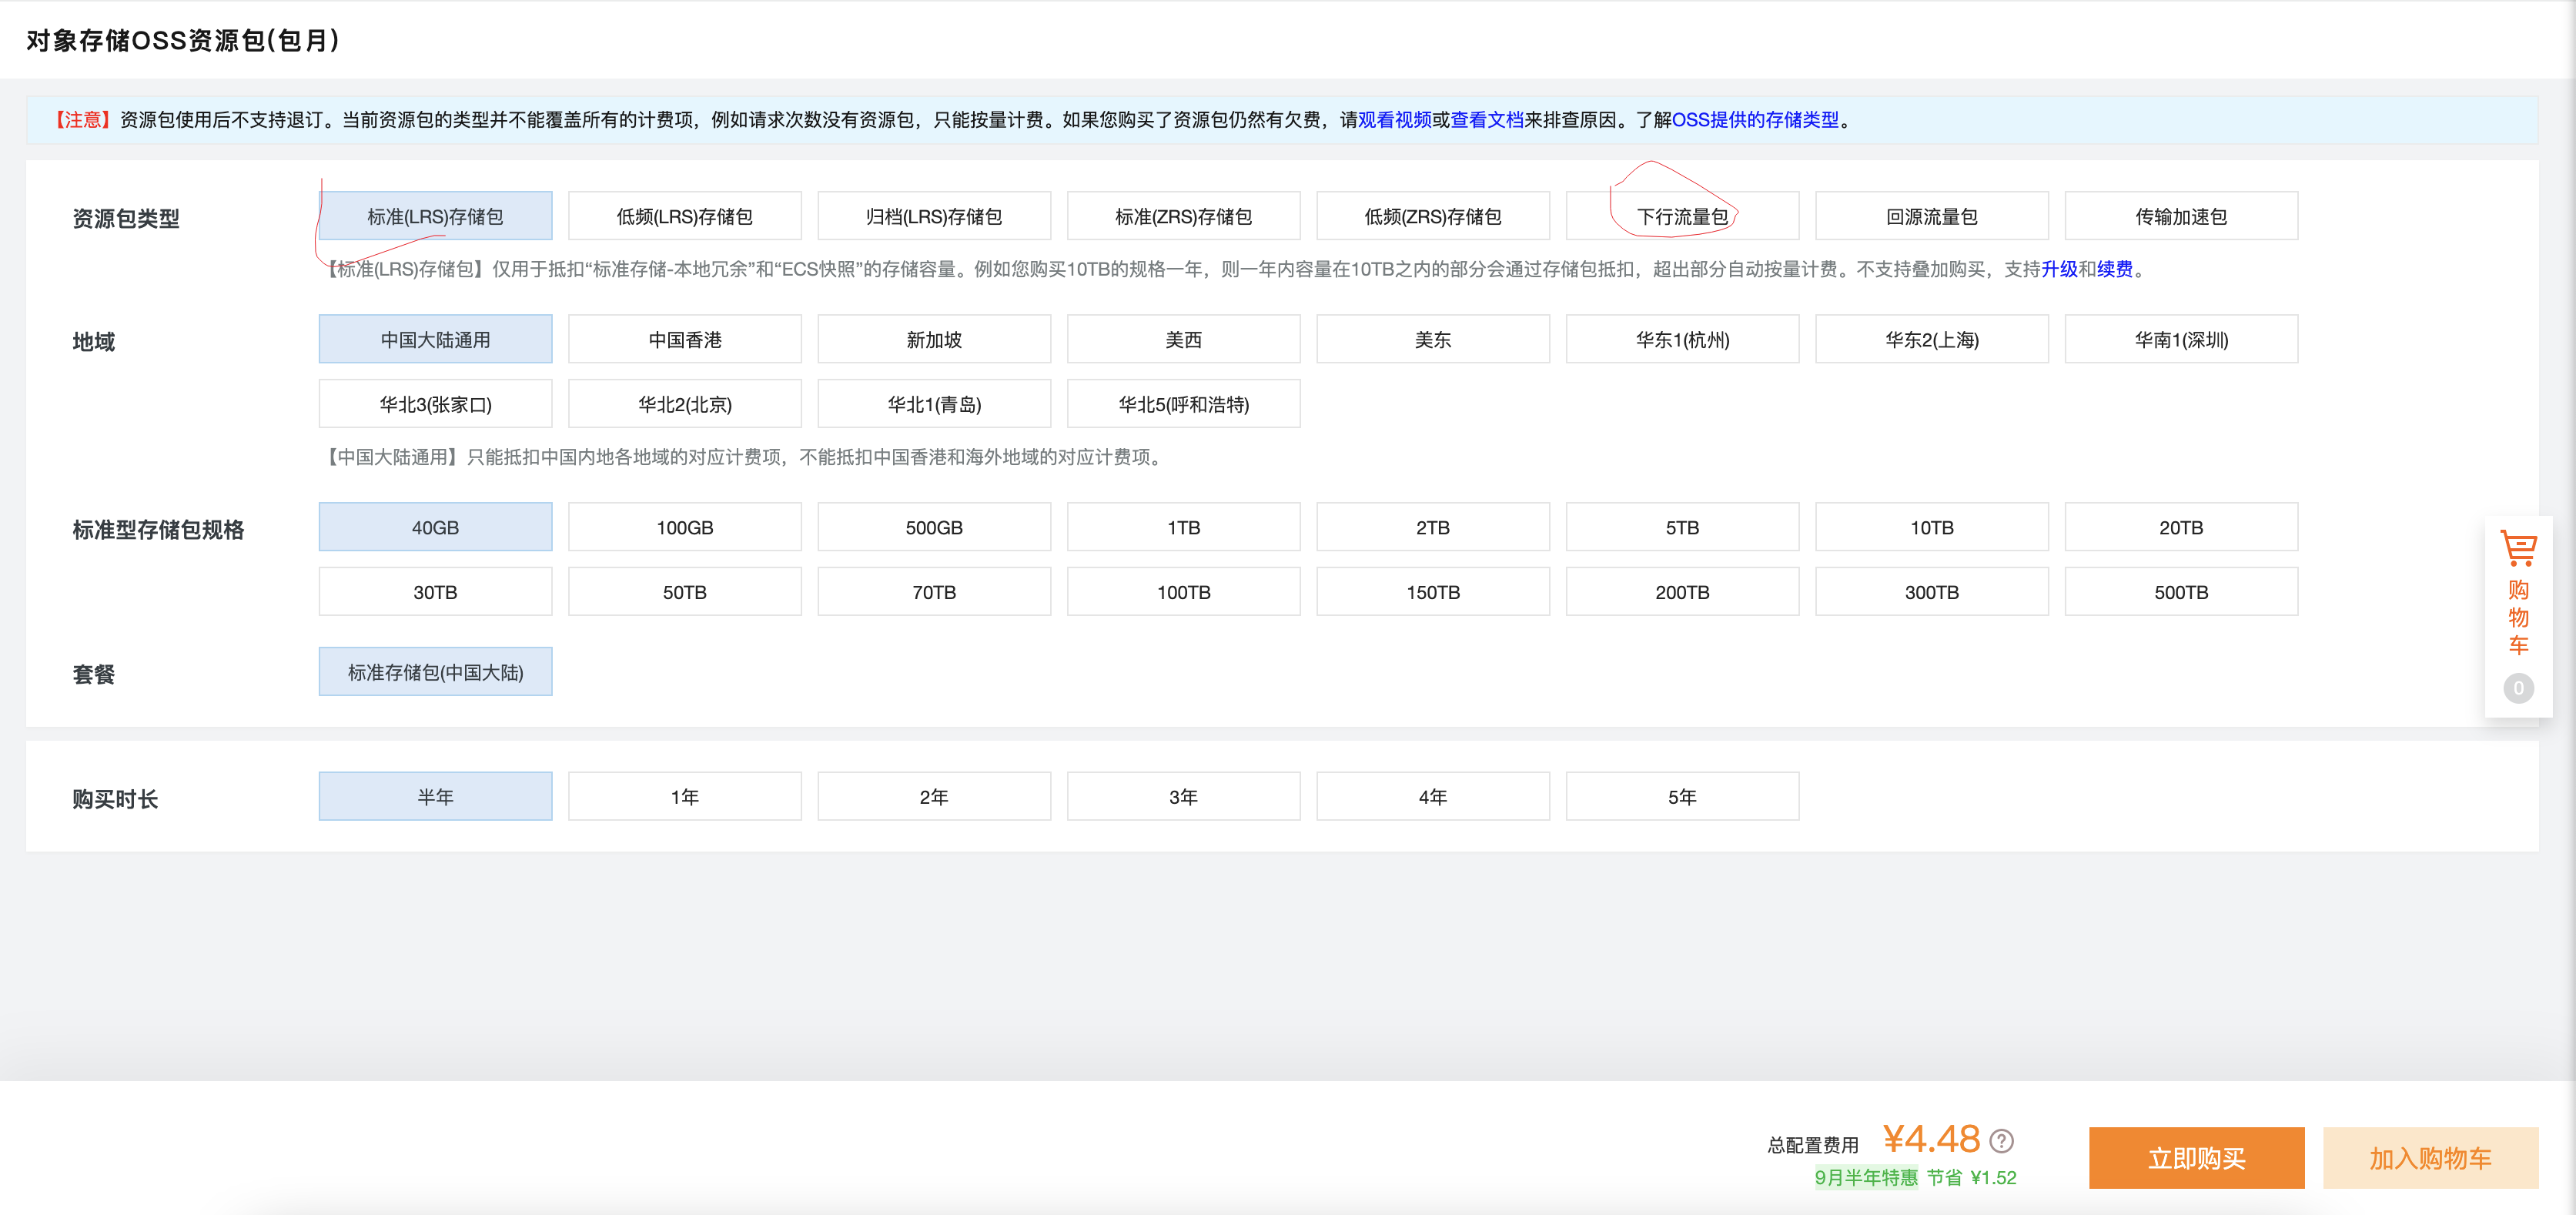 对象存储OSS资源包(包月)
【注意】资源包使用后不支持退订。当前资源包的类型并不能覆盖所有的计费项，例如请求次数没有资源包，只能按量计费。如果您购买了资源包仍然有欠费，请观看视频或查看文档来排查原因。了解OSS提供的存储类型。
资源包类型 标准(LRS)存储包 低频(LRS)存储包 归档(LRS)存储包 标准(ZRS)存储包 低频(ZRS)存储包 下行流量包 回源流量包 传输加速包
【标准(LRS)存储包】仅用于抵扣“标准存储-本地冗余”和“ECS快照”的存储容量。例如您购买10TB的规格一年，则一年内容量在10TB之内的部分会通过存储包抵扣，超出部分自动按量计费。不支持叠加购买，支持升级和续费。
地域 中国大陆通用 中国香港 新加坡 美西 美东 华东1(杭州) 华东2(上海) 华南1(深圳)
华北3(张家口) 华北2(北京) 华北1(青岛) 华北5(呼和浩特)
【中国大陆通用】只能抵扣中国内地各地域的对应计费项，不能抵扣中国香港和海外地域的对应计费项。
标准型存储包规格 40GB 100GB 500GB 1TB 2TB 5TB 10TB 20TB
30TB 50TB 70TB 100TB 150TB 200TB 300TB 500TB
套餐 标准存储包(中国大陆)
购买时长 半年 1年 2年 3年 4年 5年
购
物
车
0
总配置费用 ¥4.48 ?
9月半年特惠 节省 ¥1.52
立即购买 加入购物车